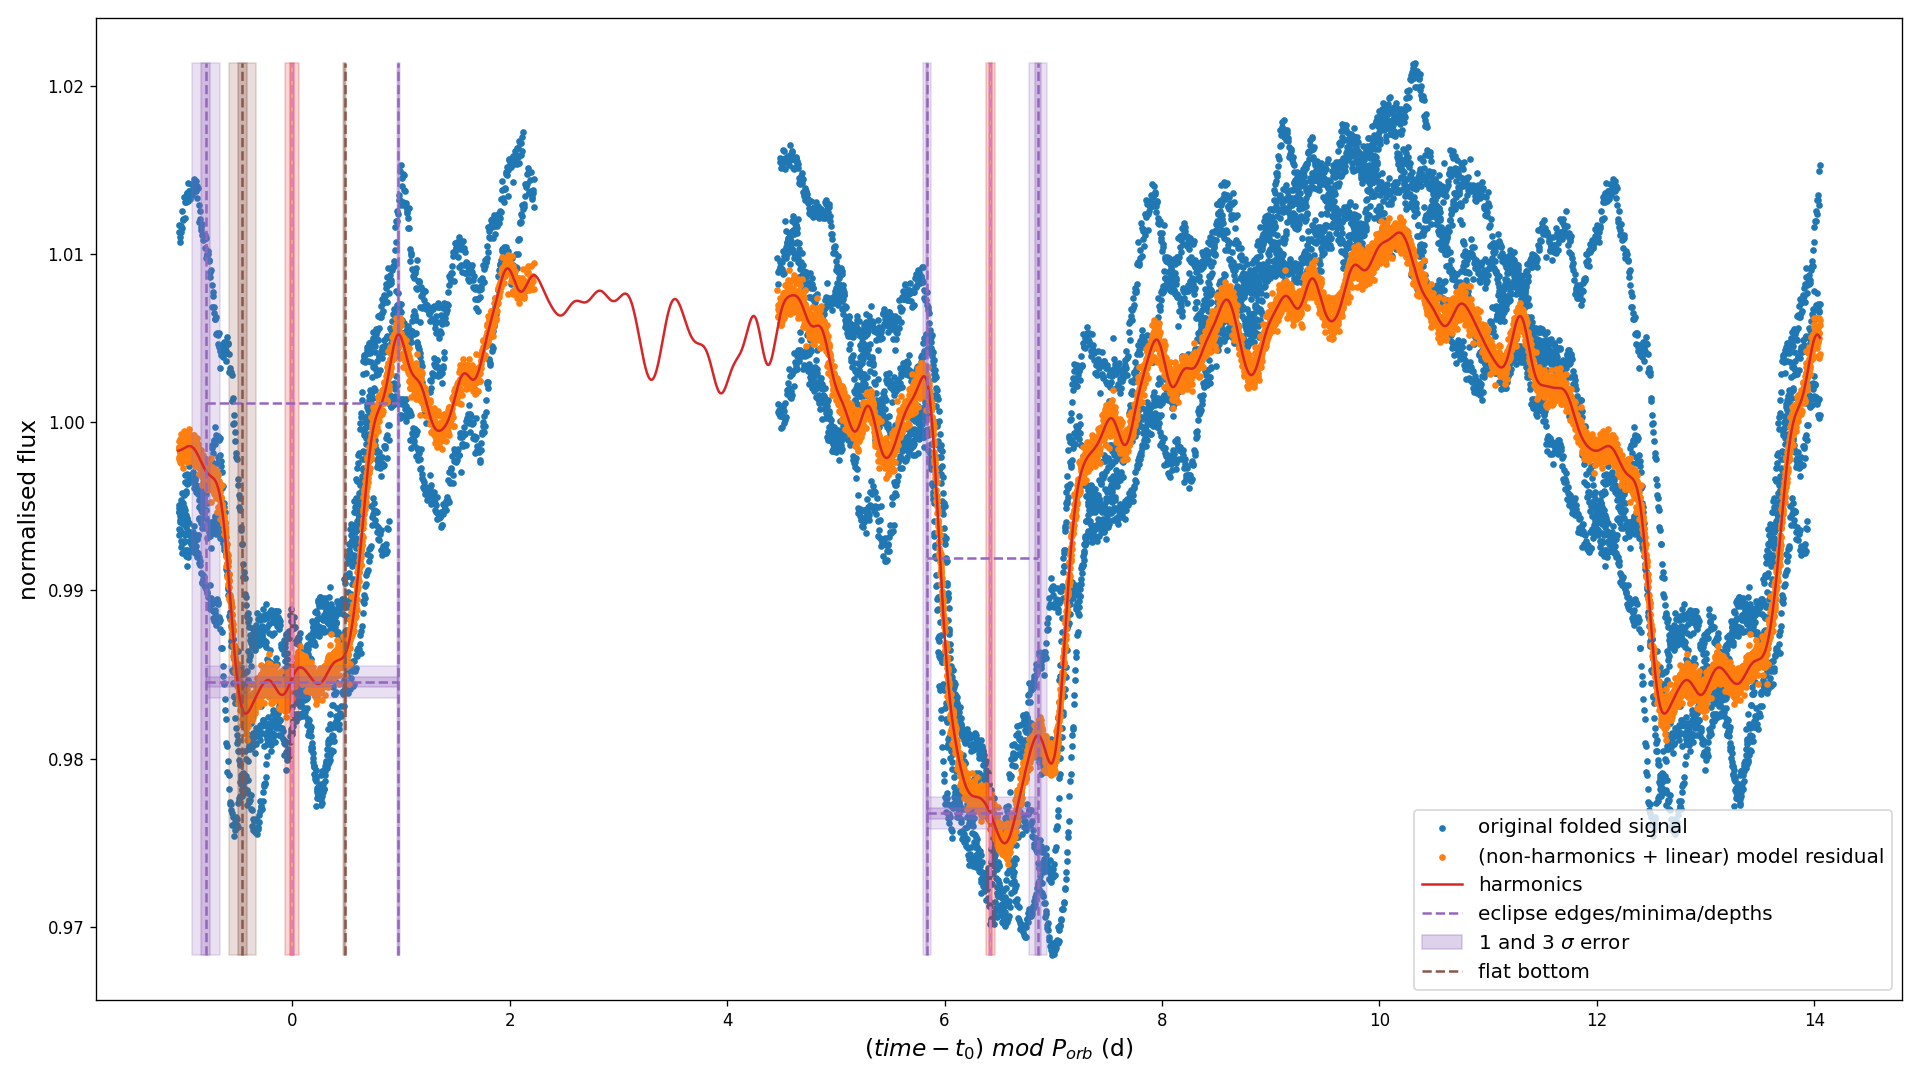 normalised flux
1.02
1.01
1.00
0.99
0.98
0.97
0
2
4
6
8
10
12
14
(time − t₀) mod Pₒᵣb (d)
original folded signal
(non-harmonics + linear) model residual
harmonics
eclipse edges/minima/depths
1 and 3 σ error
flat bottom